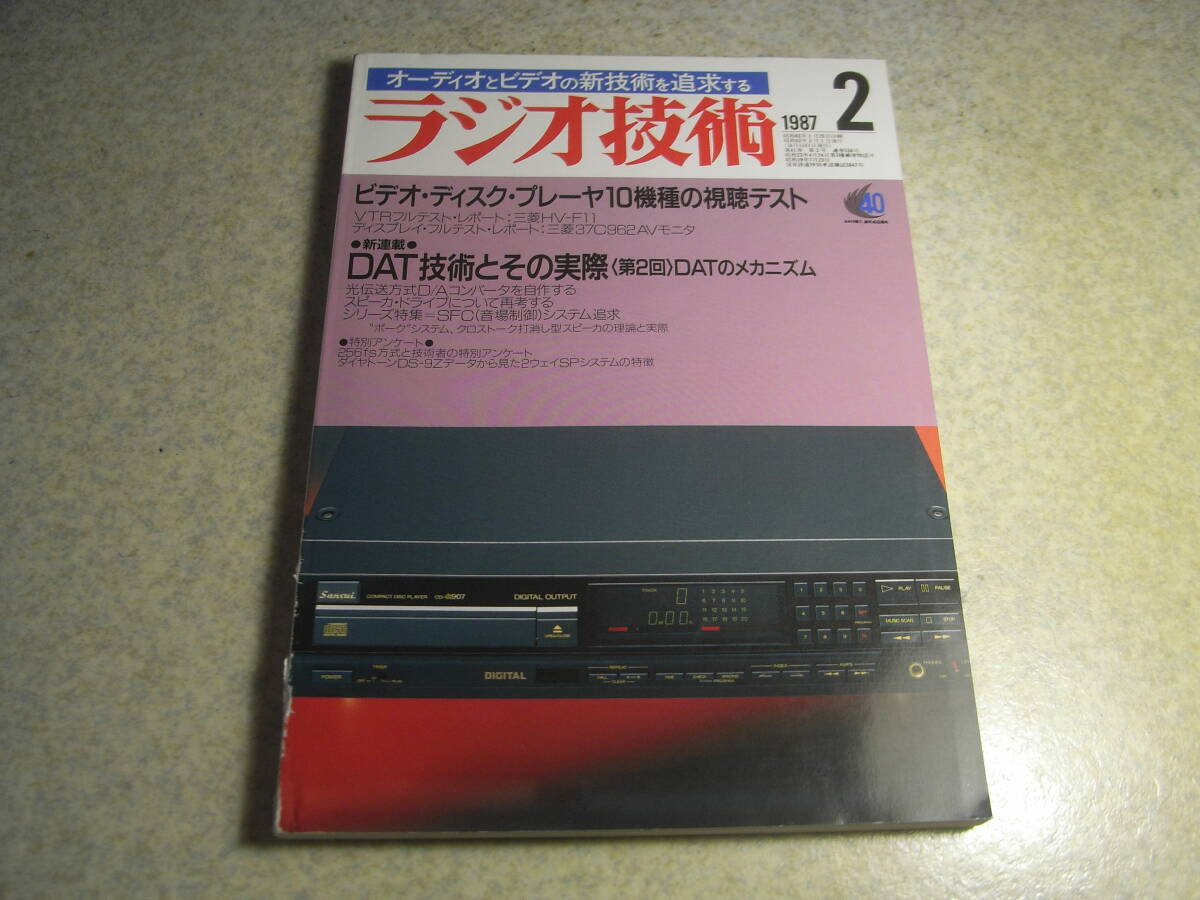 オーディオとビデオの新技術を追求する
ラジオ技術
1987
2
ビデオ・ディスク・プレーヤ10機種の視聴テスト
VTRフルテスト・レポート；三菱HV-F11
ディスプレイ・フルテスト・レポート；三菱37C962AVモニタ
40
●新連載●
DAT技術とその実際〈第2回〉DATのメカニズム
光伝送方式D/Aコンバータを自作する
スピーカ・ドライブについて再考する
シリーズ特集＝SFC(音場制御)システム追求
"ポーク"システム、クロストーク打消し型スピーカの理論と実際
●特別アンケート●
256fs方式と技術者の特別アンケート
ダイヤトーンDS-9Zデータから見た2ウェイSPシステムの特徴
Sansui
COMPACT DISC PLAYER
DIGITAL OUTPUT
TRACK
PLAY
PAUSE
MUSIC SCAN
STOP
OPEN/CLOSE
POWER
TIMER
DIGITAL
REPEAT
TIME
CHECK
PROGRAM
INDEX